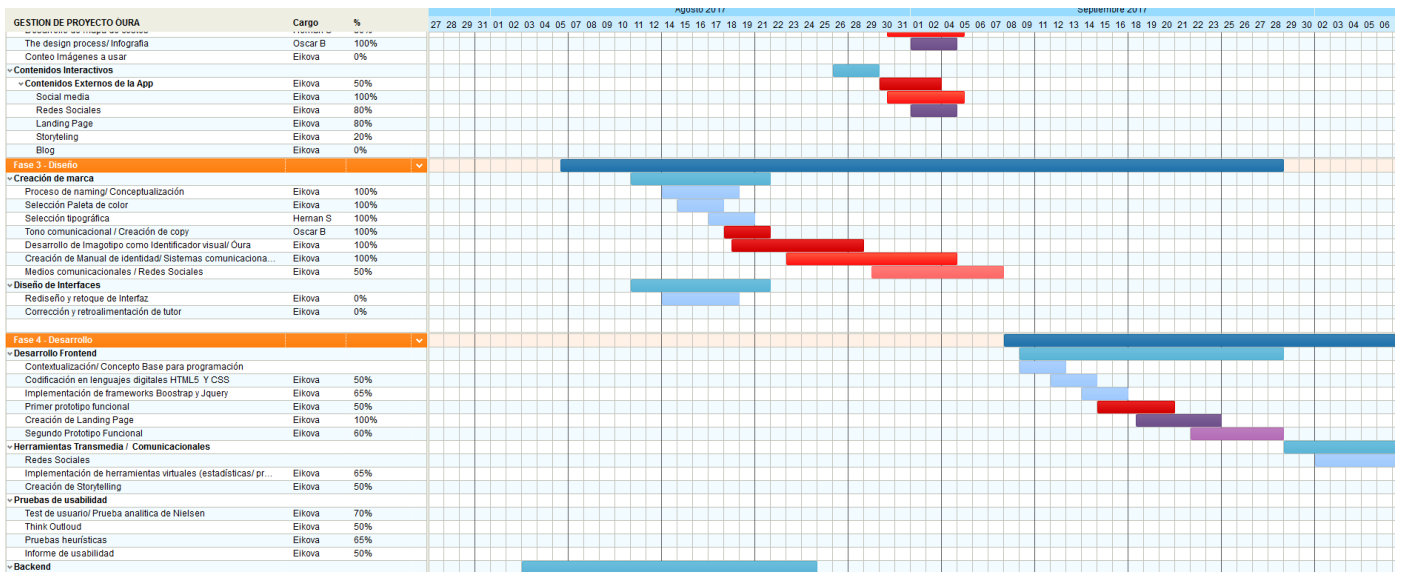 Agosto 2017 Septiembre 2017
GESTION DE PROYECTO ÒURA Cargo %
27 28 29 31 01 02 03 04 05 07 08 09 10 11 12 14 15 16 17 18 19 21 22 23 24 25 26 28 29 30 31 01 02 04 05 06 07 08 09 11 12 13 14 15 16 18 19 20 21 22 23 25 26 27 28 29 30 02 03 04 05 06
The design process/ Infografia Oscar B 100%
Conteo Imágenes a usar Eikova 0%
Contenidos Interactivos
Contenidos Externos de la App Eikova 50%
Social media Eikova 100%
Redes Sociales Eikova 80%
Landing Page Eikova 80%
Storyteling Eikova 20%
Blog Eikova 0%
Fase 3 - Diseño
Creación de marca
Proceso de naming/ Conceptualización Eikova 100%
Selección Paleta de color Eikova 100%
Selección tipográfica Hernan S 100%
Tono comunicacional / Creación de copy Oscar B 100%
Desarrollo de Imagotipo como Identificador visual/ Òura Eikova 100%
Creación de Manual de identidad/ Sistemas comunicaciona... Eikova 100%
Medios comunicacionales / Redes Sociales Eikova 50%
Diseño de Interfaces
Rediseño y retoque de Interfaz Eikova 0%
Corrección y retroalimentación de tutor Eikova 0%
Fase 4 - Desarrollo
Desarrollo Frontend
Contextualización/ Concepto Base para programación
Codificación en lenguajes digitales HTML5 Y CSS Eikova 50%
Implementación de frameworks Boostrap y Jquery Eikova 65%
Primer prototipo funcional Eikova 50%
Creación de Landing Page Eikova 100%
Segundo Prototipo Funcional Eikova 60%
Herramientas Transmedia / Comunicacionales
Redes Sociales
Implementación de herramientas virtuales (estadísticas/ pr... Eikova 65%
Creación de Storytelling Eikova 50%
Pruebas de usabilidad
Test de usuario/ Prueba analitica de Nielsen Eikova 70%
Think Outloud Eikova 50%
Pruebas heurísticas Eikova 65%
Informe de usabilidad Eikova 50%
Backend